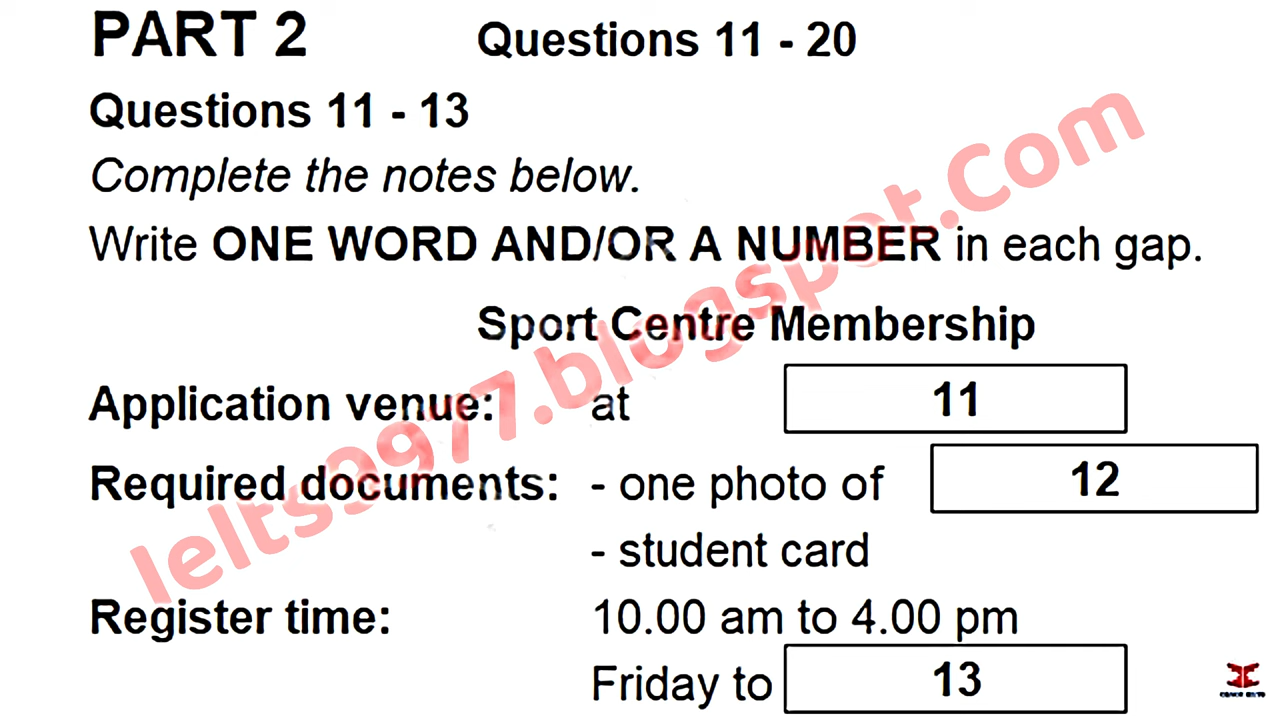 PART 2 Questions 11 - 20
Questions 11 - 13
Complete the notes below.
Write ONE WORD AND/OR A NUMBER in each gap.
Sport Centre Membership
Application venue: at 11
Required documents: - one photo of 12
- student card
Register time: 10.00 am to 4.00 pm
Friday to 13
Ielts3977.blogspot.Com